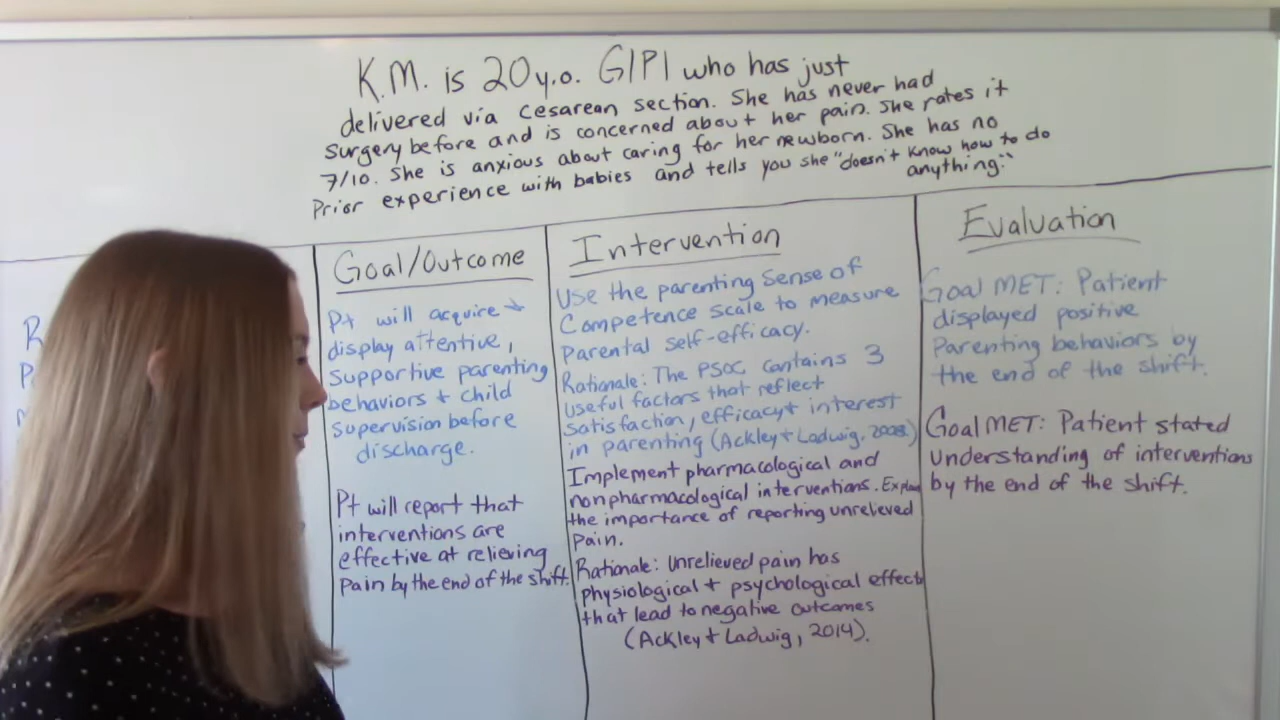 K.M. is 20 y.o. G1P1 who has just
delivered via cesarean section. She has never had
surgery before and is concerned about her pain. She rates it
7/10. She is anxious about caring for her newborn. She has no
Prior experience with babies and tells you she "doesn't know how to do
anything."
Goal/Outcome
Pt will acquire +
display attentive,
supportive parenting
behaviors + child
supervision before
discharge.
Pt will report that
interventions are
effective at relieving
pain by the end of the shift.
Intervention
Use the parenting Sense of
Competence scale to measure
Parental self-efficacy.
Rationale: The PSOC contains 3
useful factors that reflect
satisfaction, efficacy + interest
in parenting (Ackley + Ladwig, 2008)
Implement pharmacological and
nonpharmacological interventions. Explain
the importance of reporting unrelieved
pain.
Rationale: Unrelieved pain has
physiological + psychological effects
that lead to negative outcomes
(Ackley + Ladwig, 2014).
Evaluation
Goal MET: Patient
displayed positive
Parenting behaviors by
the end of the shift.
Goal MET: Patient stated
understanding of interventions
by the end of the shift.